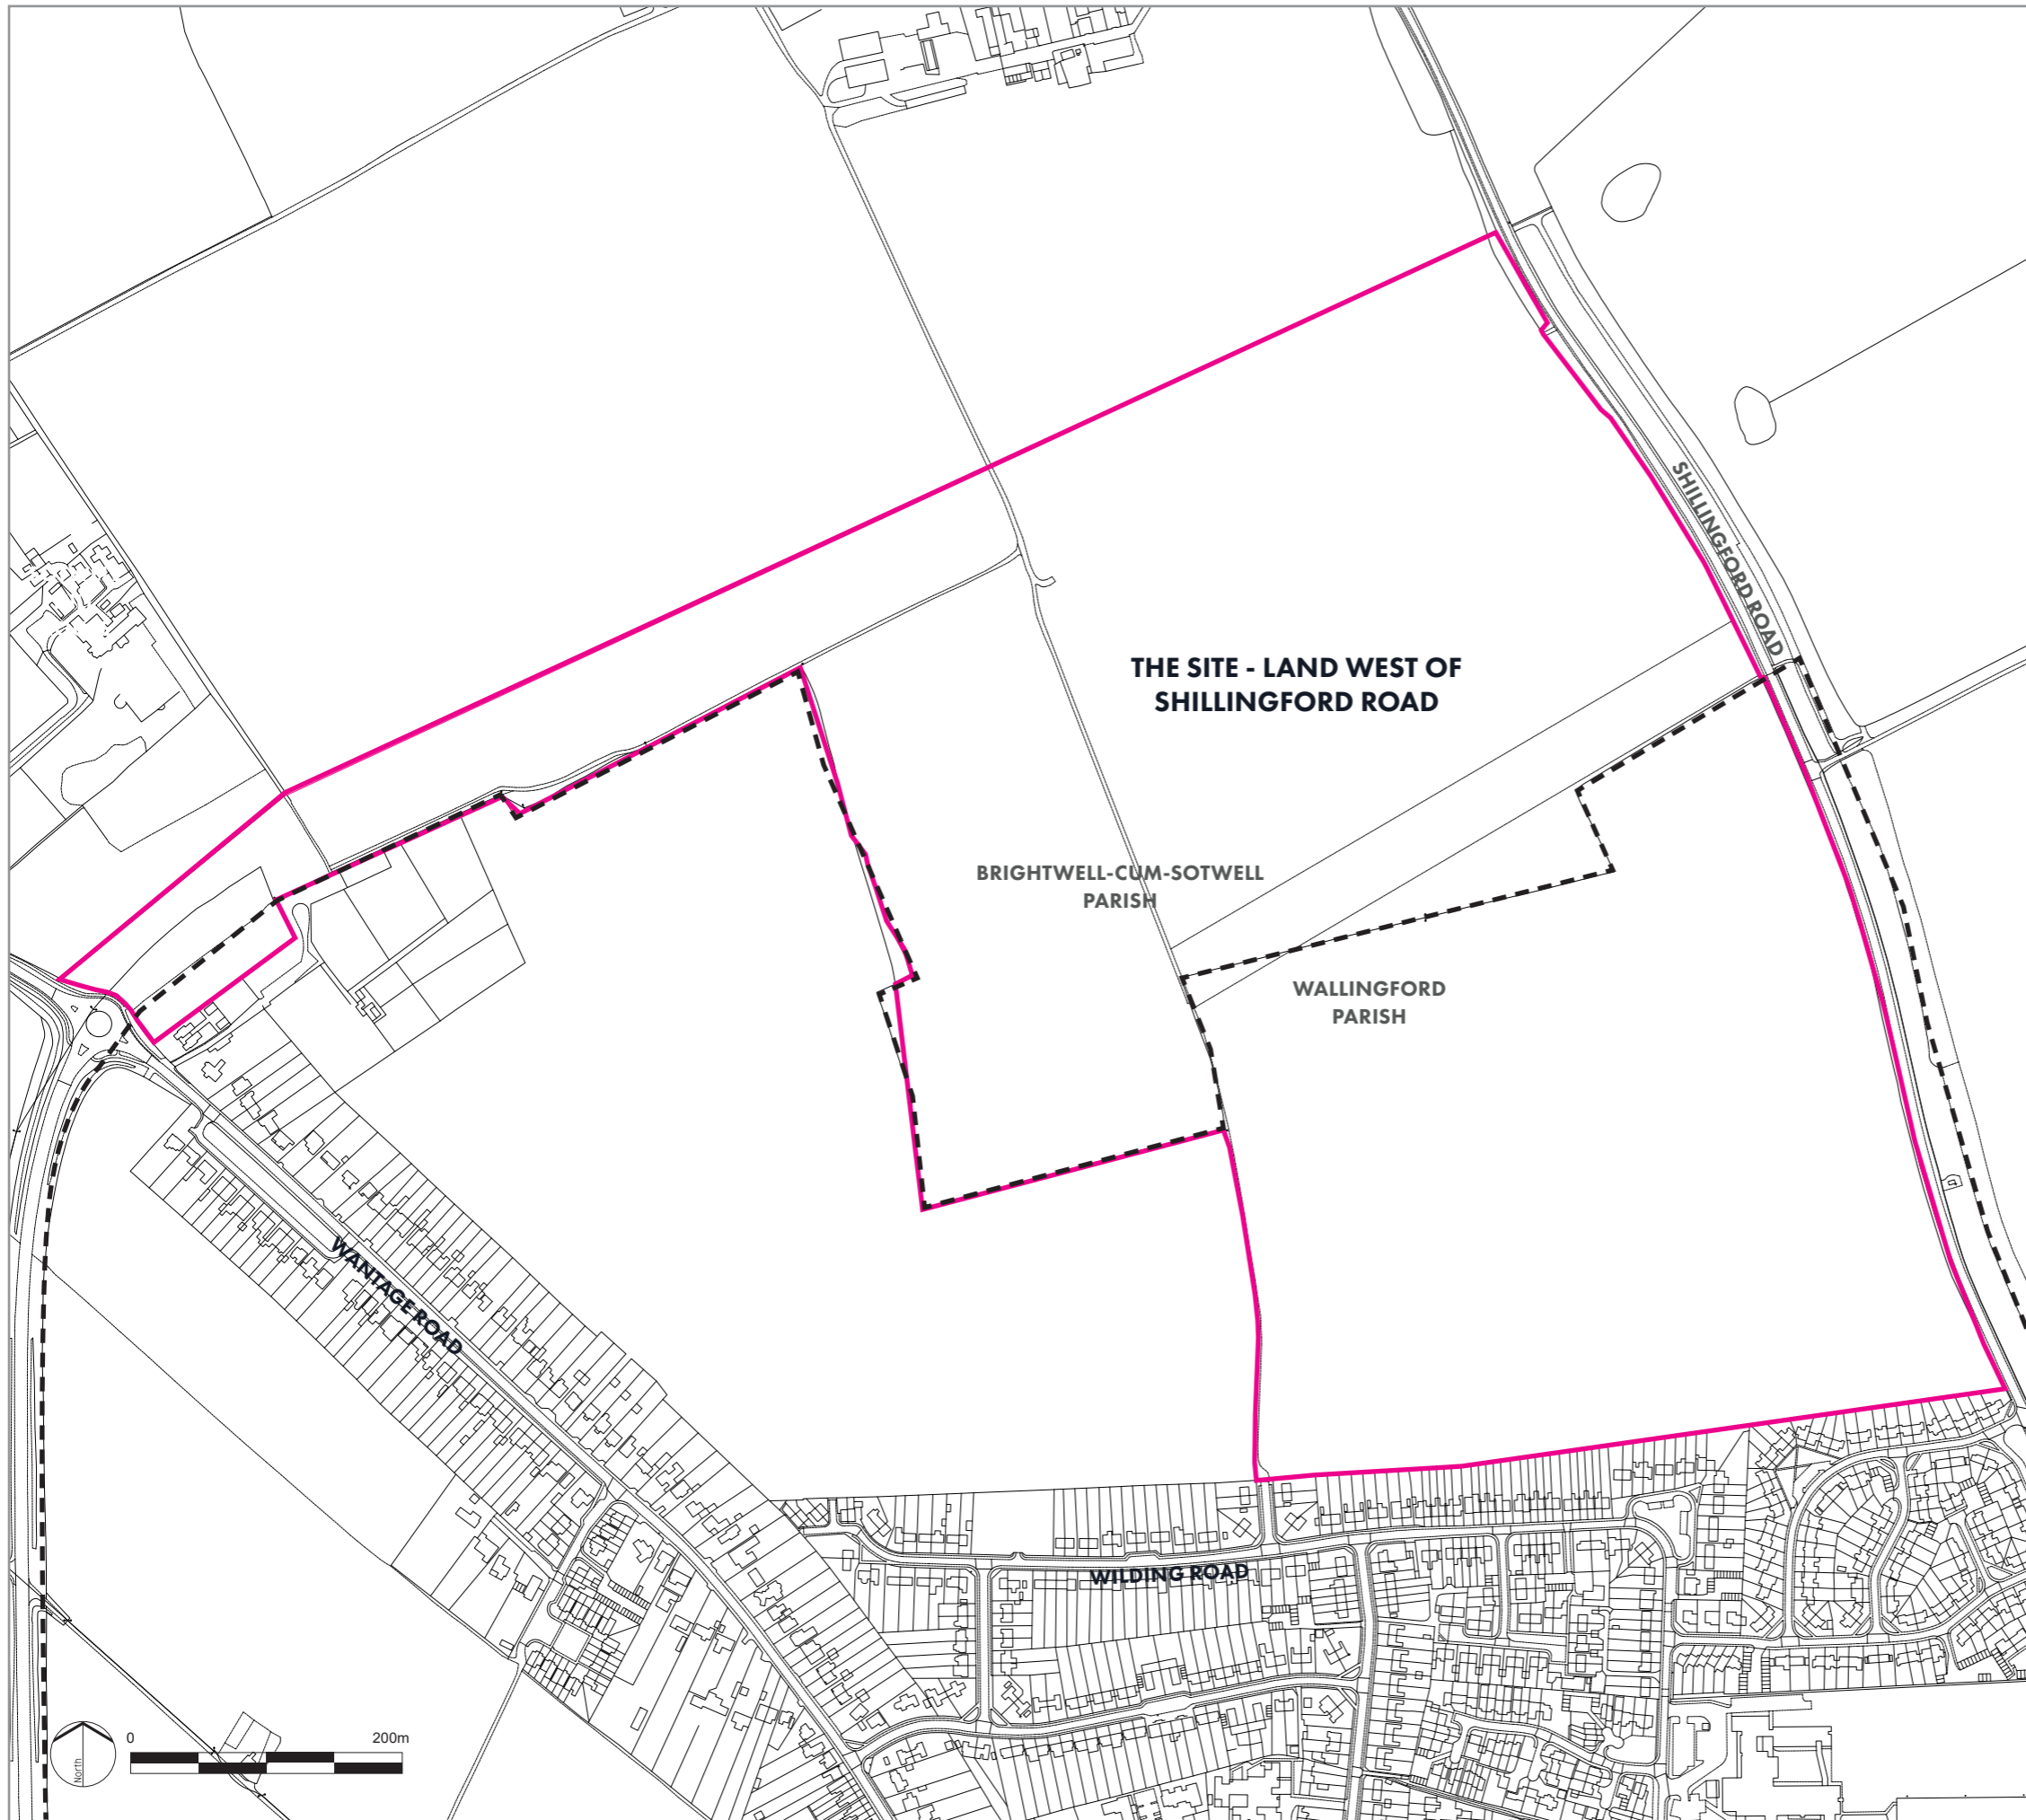 SHILLINGFORD ROAD
THE SITE - LAND WEST OF
SHILLINGFORD ROAD
BRIGHTWELL-CUM-SOTWELL
PARISH
WALLINGFORD
PARISH
WANTAGE ROAD
WILDING ROAD
North
0 200m